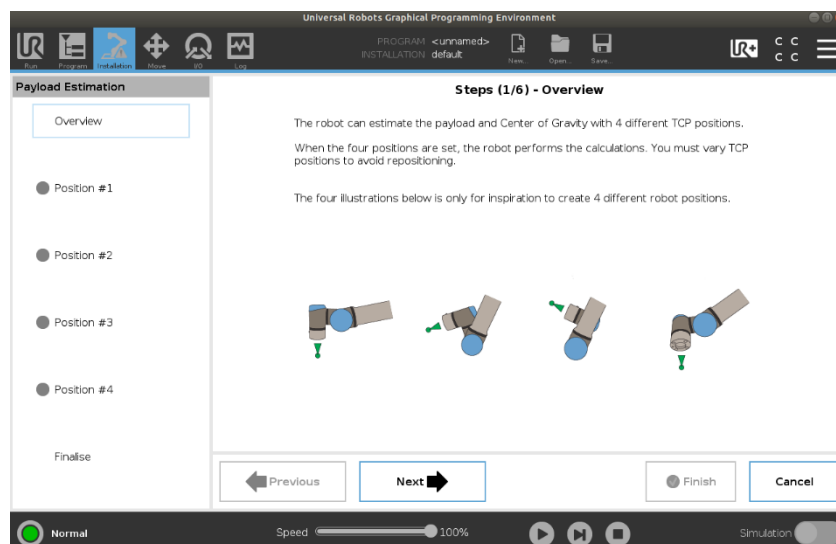 Universal Robots Graphical Programming Environment
UR
Run
Program
Installation
Move
I/O
Log
PROGRAM <unnamed>
INSTALLATION default
New...
Open...
Save...
UR+
C C
C C
Payload Estimation
Overview
Position #1
Position #2
Position #3
Position #4
Finalise
Steps (1/6) - Overview
The robot can estimate the payload and Center of Gravity with 4 different TCP positions.
When the four positions are set, the robot performs the calculations. You must vary TCP
positions to avoid repositioning.
The four illustrations below is only for inspiration to create 4 different robot positions.
Previous
Next
Finish
Cancel
Normal
Speed
100%
Simulation